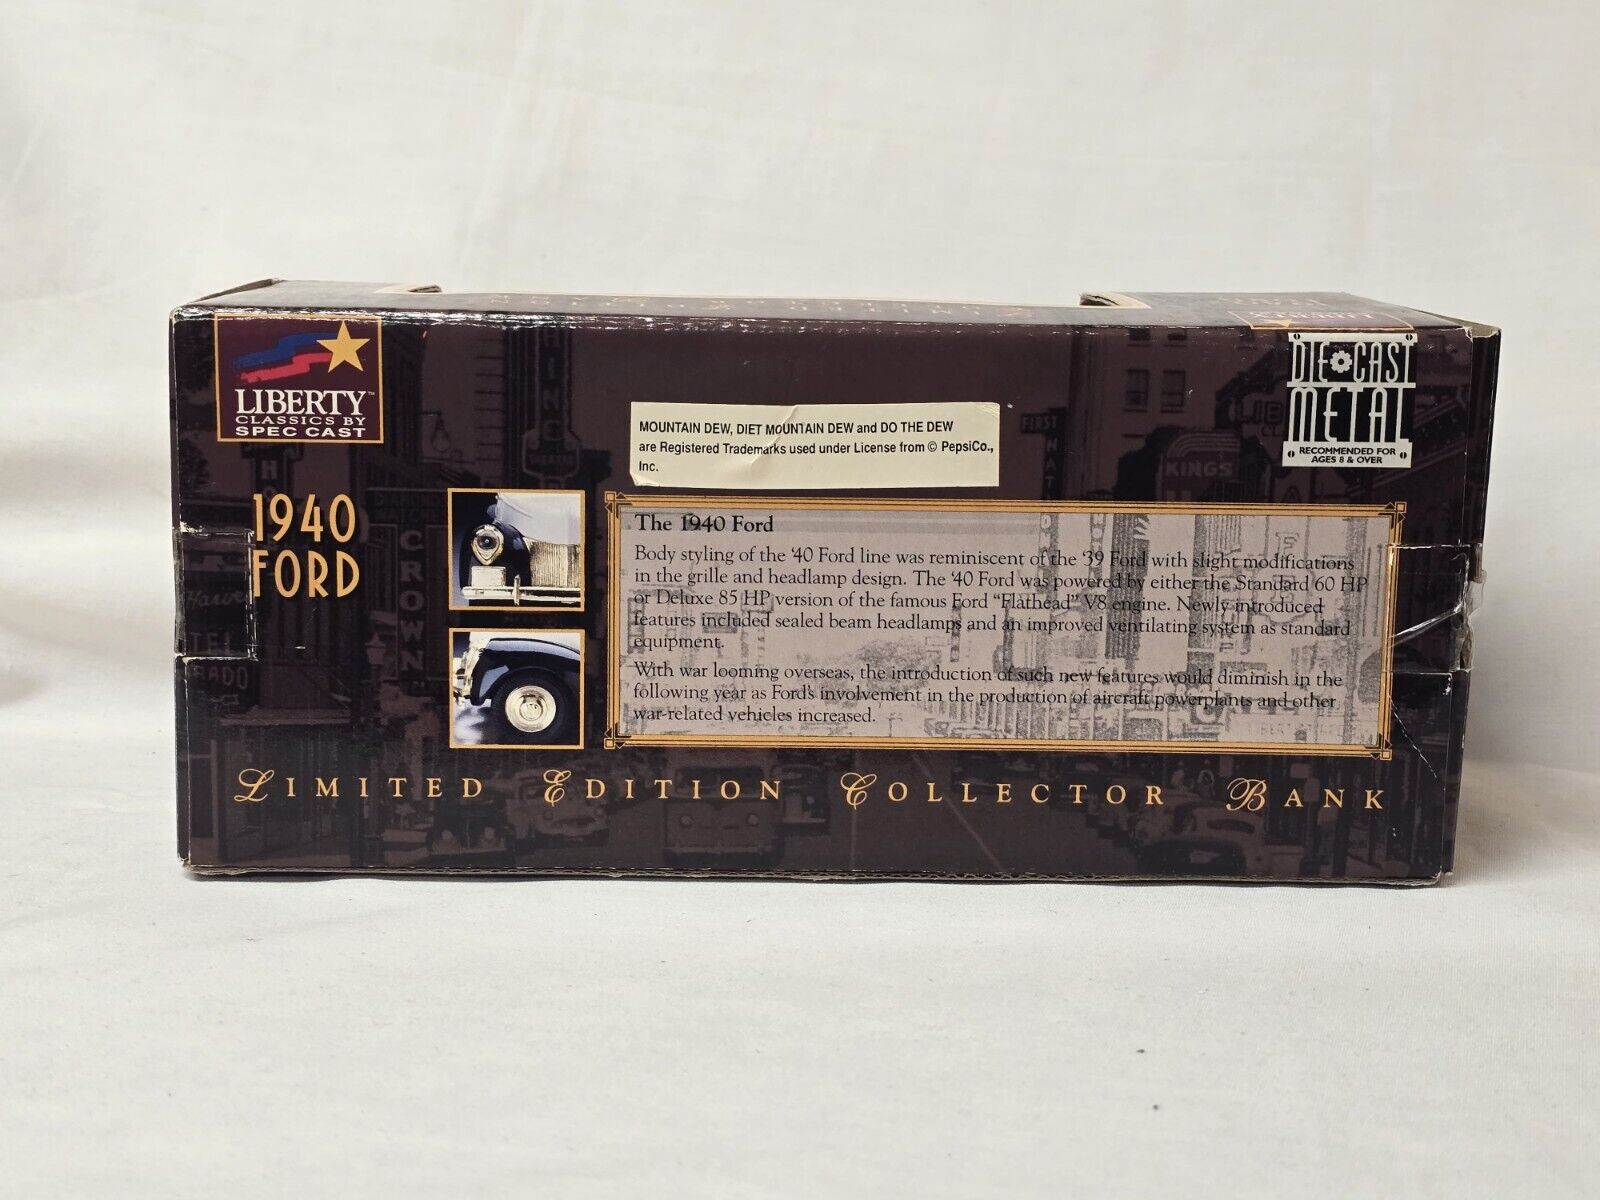 LIBERTY™
CLASSICS BY
SPEC CAST
1940
FORD
MOUNTAIN DEW, DIET MOUNTAIN DEW and DO THE DEW
are Registered Trademarks used under License from © PepsiCo.,
Inc.
DIE CAST
METAL
RECOMMENDED FOR
AGES 8 & OVER
FIRST
NAT
KINGS
CROWN
The 1940 Ford
Body styling of the '40 Ford line was reminiscent of the '39 Ford with slight modifications
in the grille and headlamp design. The '40 Ford was powered by either the Standard 60 HP
or Deluxe 85 HP version of the famous Ford "Flathead" V8 engine. Newly introduced
features included sealed beam headlamps and an improved ventilating system as standard
equipment.
With war looming overseas, the introduction of such new features would diminish in the
following year as Ford's involvement in the production of aircraft powerplants and other
war-related vehicles increased.
LIMITED EDITION COLLECTOR BANK